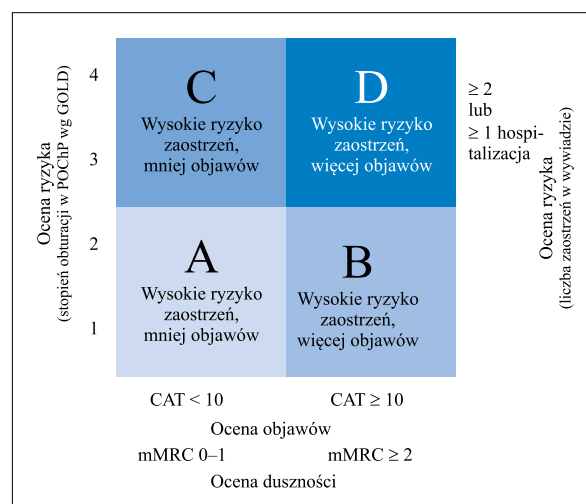 Ocena ryzyka
(stopień obturacji w POChP wg GOLD)
4
3
2
1
C
Wysokie ryzyko
zaostrzeń,
mniej objawów
D
Wysokie ryzyko
zaostrzeń,
więcej objawów
A
Wysokie ryzyko
zaostrzeń,
mniej objawów
B
Wysokie ryzyko
zaostrzeń,
więcej objawów
≥ 2
lub
≥ 1 hospi-
talizacja
Ocena ryzyka
(liczba zaostrzeń w wywiadzie)
CAT < 10 CAT ≥ 10
Ocena objawów
mMRC 0–1 mMRC ≥ 2
Ocena duszności